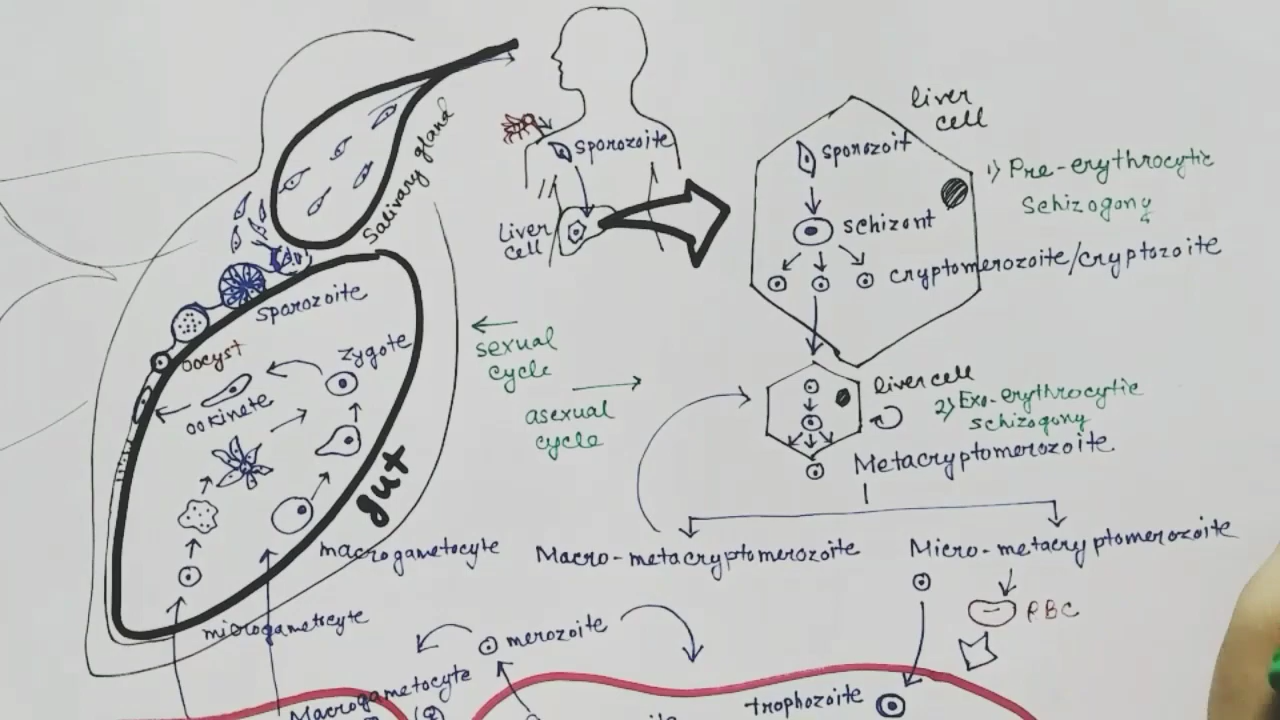 Salivary gland
sporozoite
oocyst
zygote
ookinete
gut
macrogametocyte
microgametocyte
sexual
cycle
asexual
cycle
sporozoite
Liver
cell
liver
cell
sporozoit
schizont
cryptomerozoite/cryptozoite
1) Pre-erythrocytic
Schizogony
liver cell
2) Exo-erythrocytic
schizogony
Metacryptomerozoite
Macro-metacryptomerozoite
Micro-metacryptomerozoite
RBC
merozoite
Macrogametocyte
trophozoite